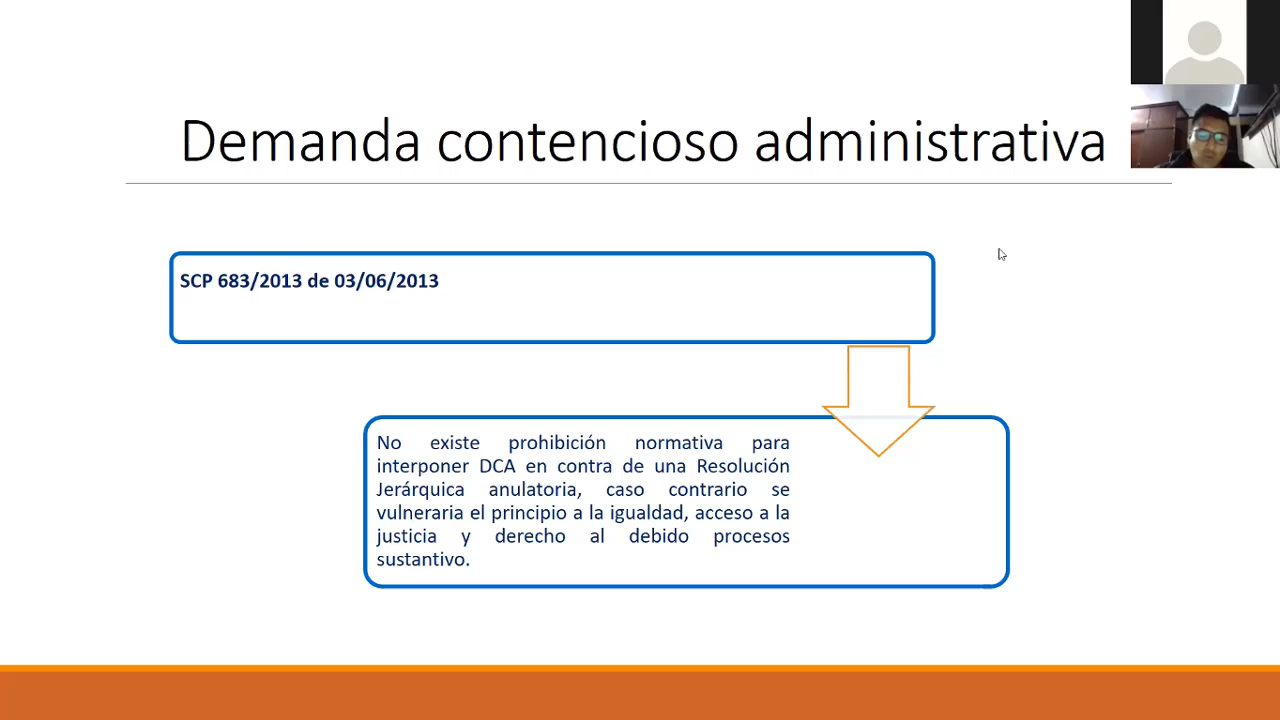 Demanda contencioso administrativa
SCP 683/2013 de 03/06/2013
No existe prohibición normativa para
interponer DCA en contra de una Resolución
Jerárquica anulatoria, caso contrario se
vulneraria el principio a la igualdad, acceso a la
justicia y derecho al debido procesos
sustantivo.